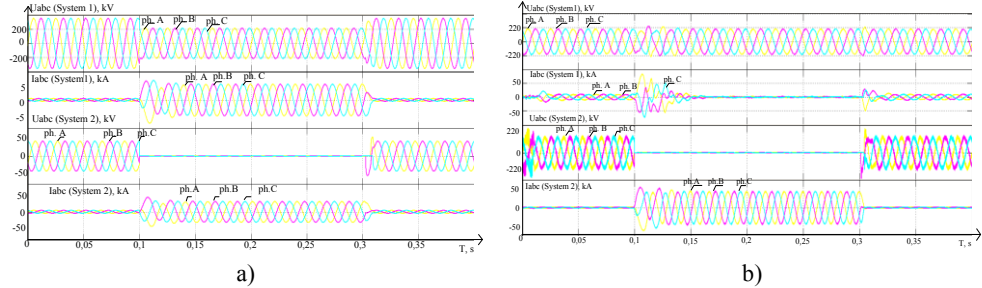 Uabc (System 1), kV
ph. A ph. B ph. C
200
0
-200
Iabc (System1), kA
ph. A ph.B ph. C
5
0
-5
Uabc (System 2), kV
ph. A ph.B ph.C
50
0
-50
Iabc (System 2), kA
ph.A ph.B ph.C
50
0
-50
0 0,05 0,1 0,15 0,2 0,25 0,3 0,35
T, s
a)
Uabc (System1), kV
ph. A ph. B ph. C
220
0
-220
Iabc (System 1), kA
ph. A ph. B ph. C
50
0
-50
Uabc (System 2), kV
ph. A ph. B ph.C
220
0
-220
Iabc (System 2), kA
ph.A ph.B ph.C
50
0
-50
0 0,05 0,1 0,15 0,2 0,25 0,3 0,35
T, s
b)